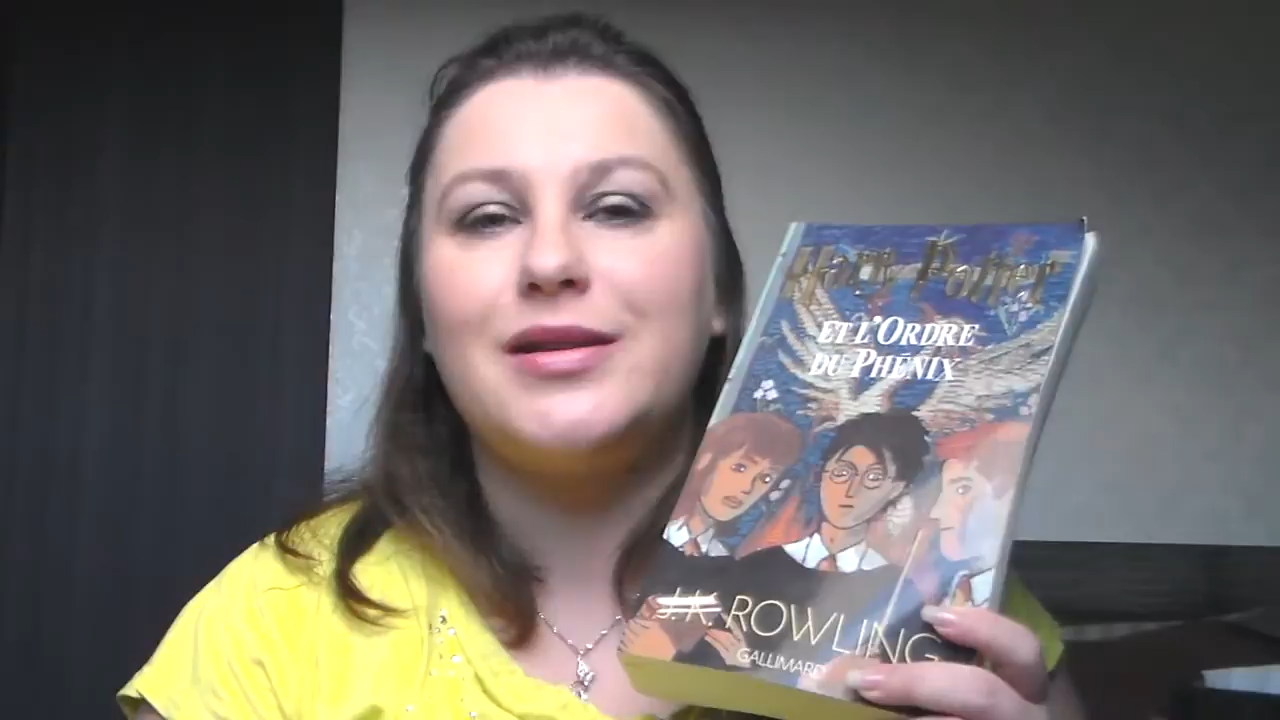 Harry Potter
ET L'ORDRE
DU PHÉNIX
J. K. ROWLING
GALLIMARD